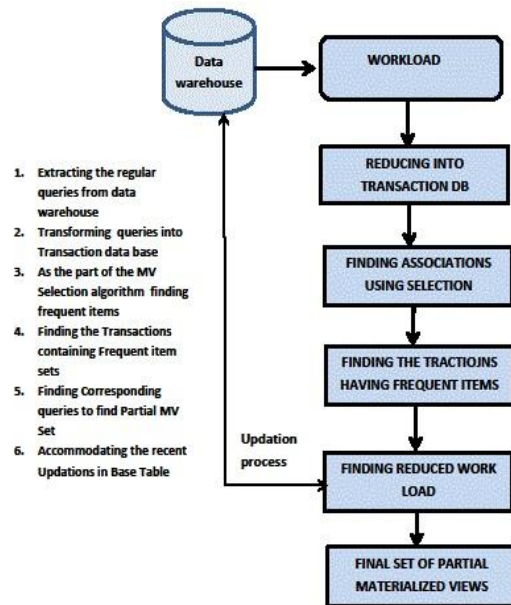 Data
warehouse
WORKLOAD
REDUCING INTO
TRANSACTION DB
FINDING ASSOCIATIONS
USING SELECTION
FINDING THE TRACTIOJNS
HAVING FREQUENT ITEMS
FINDING REDUCED WORK
LOAD
FINAL SET OF PARTIAL
MATERIALIZED VIEWS
Updation
process
1. Extracting the regular
queries from data
warehouse
2. Transforming queries into
Transaction data base
3. As the part of the MV
Selection algorithm finding
frequent items
4. Finding the Transactions
containing Frequent item
sets
5. Finding Corresponding
queries to find Partial MV
Set
6. Accommodating the recent
Updations in Base Table